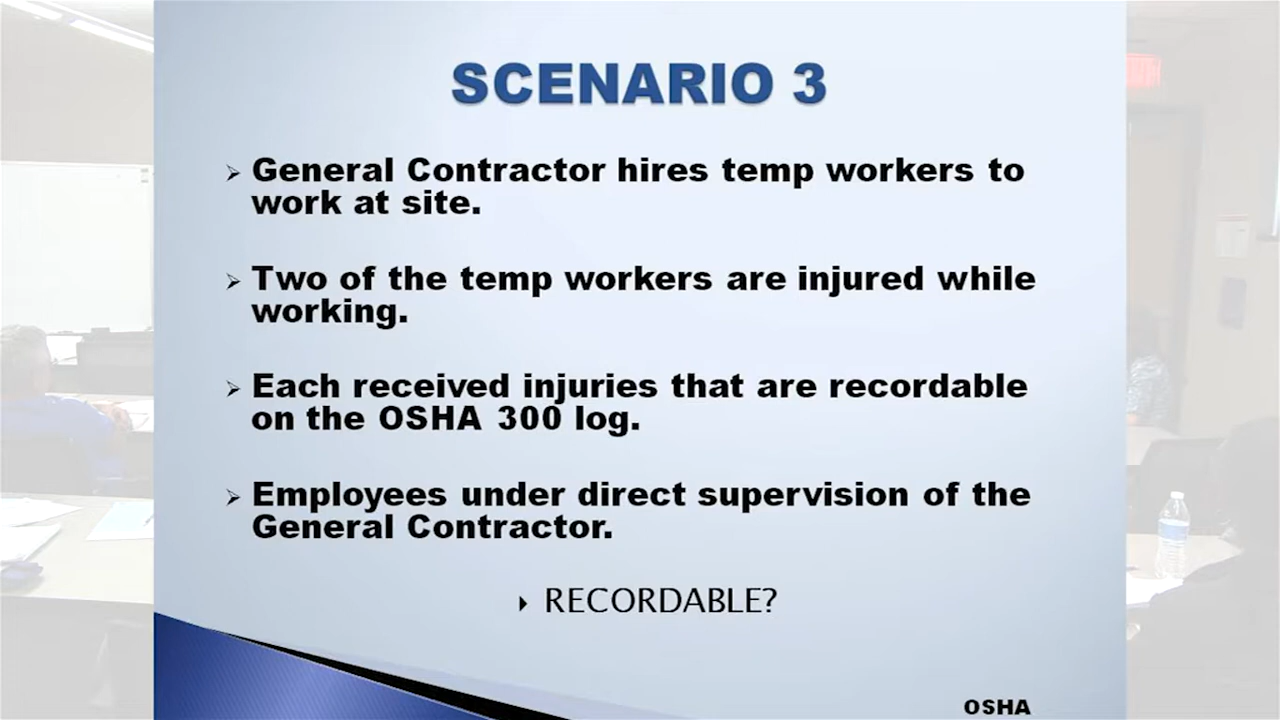 SCENARIO 3
General Contractor hires temp workers to
work at site.
Two of the temp workers are injured while
working.
Each received injuries that are recordable
on the OSHA 300 log.
Employees under direct supervision of the
General Contractor.
RECORDABLE?
OSHA